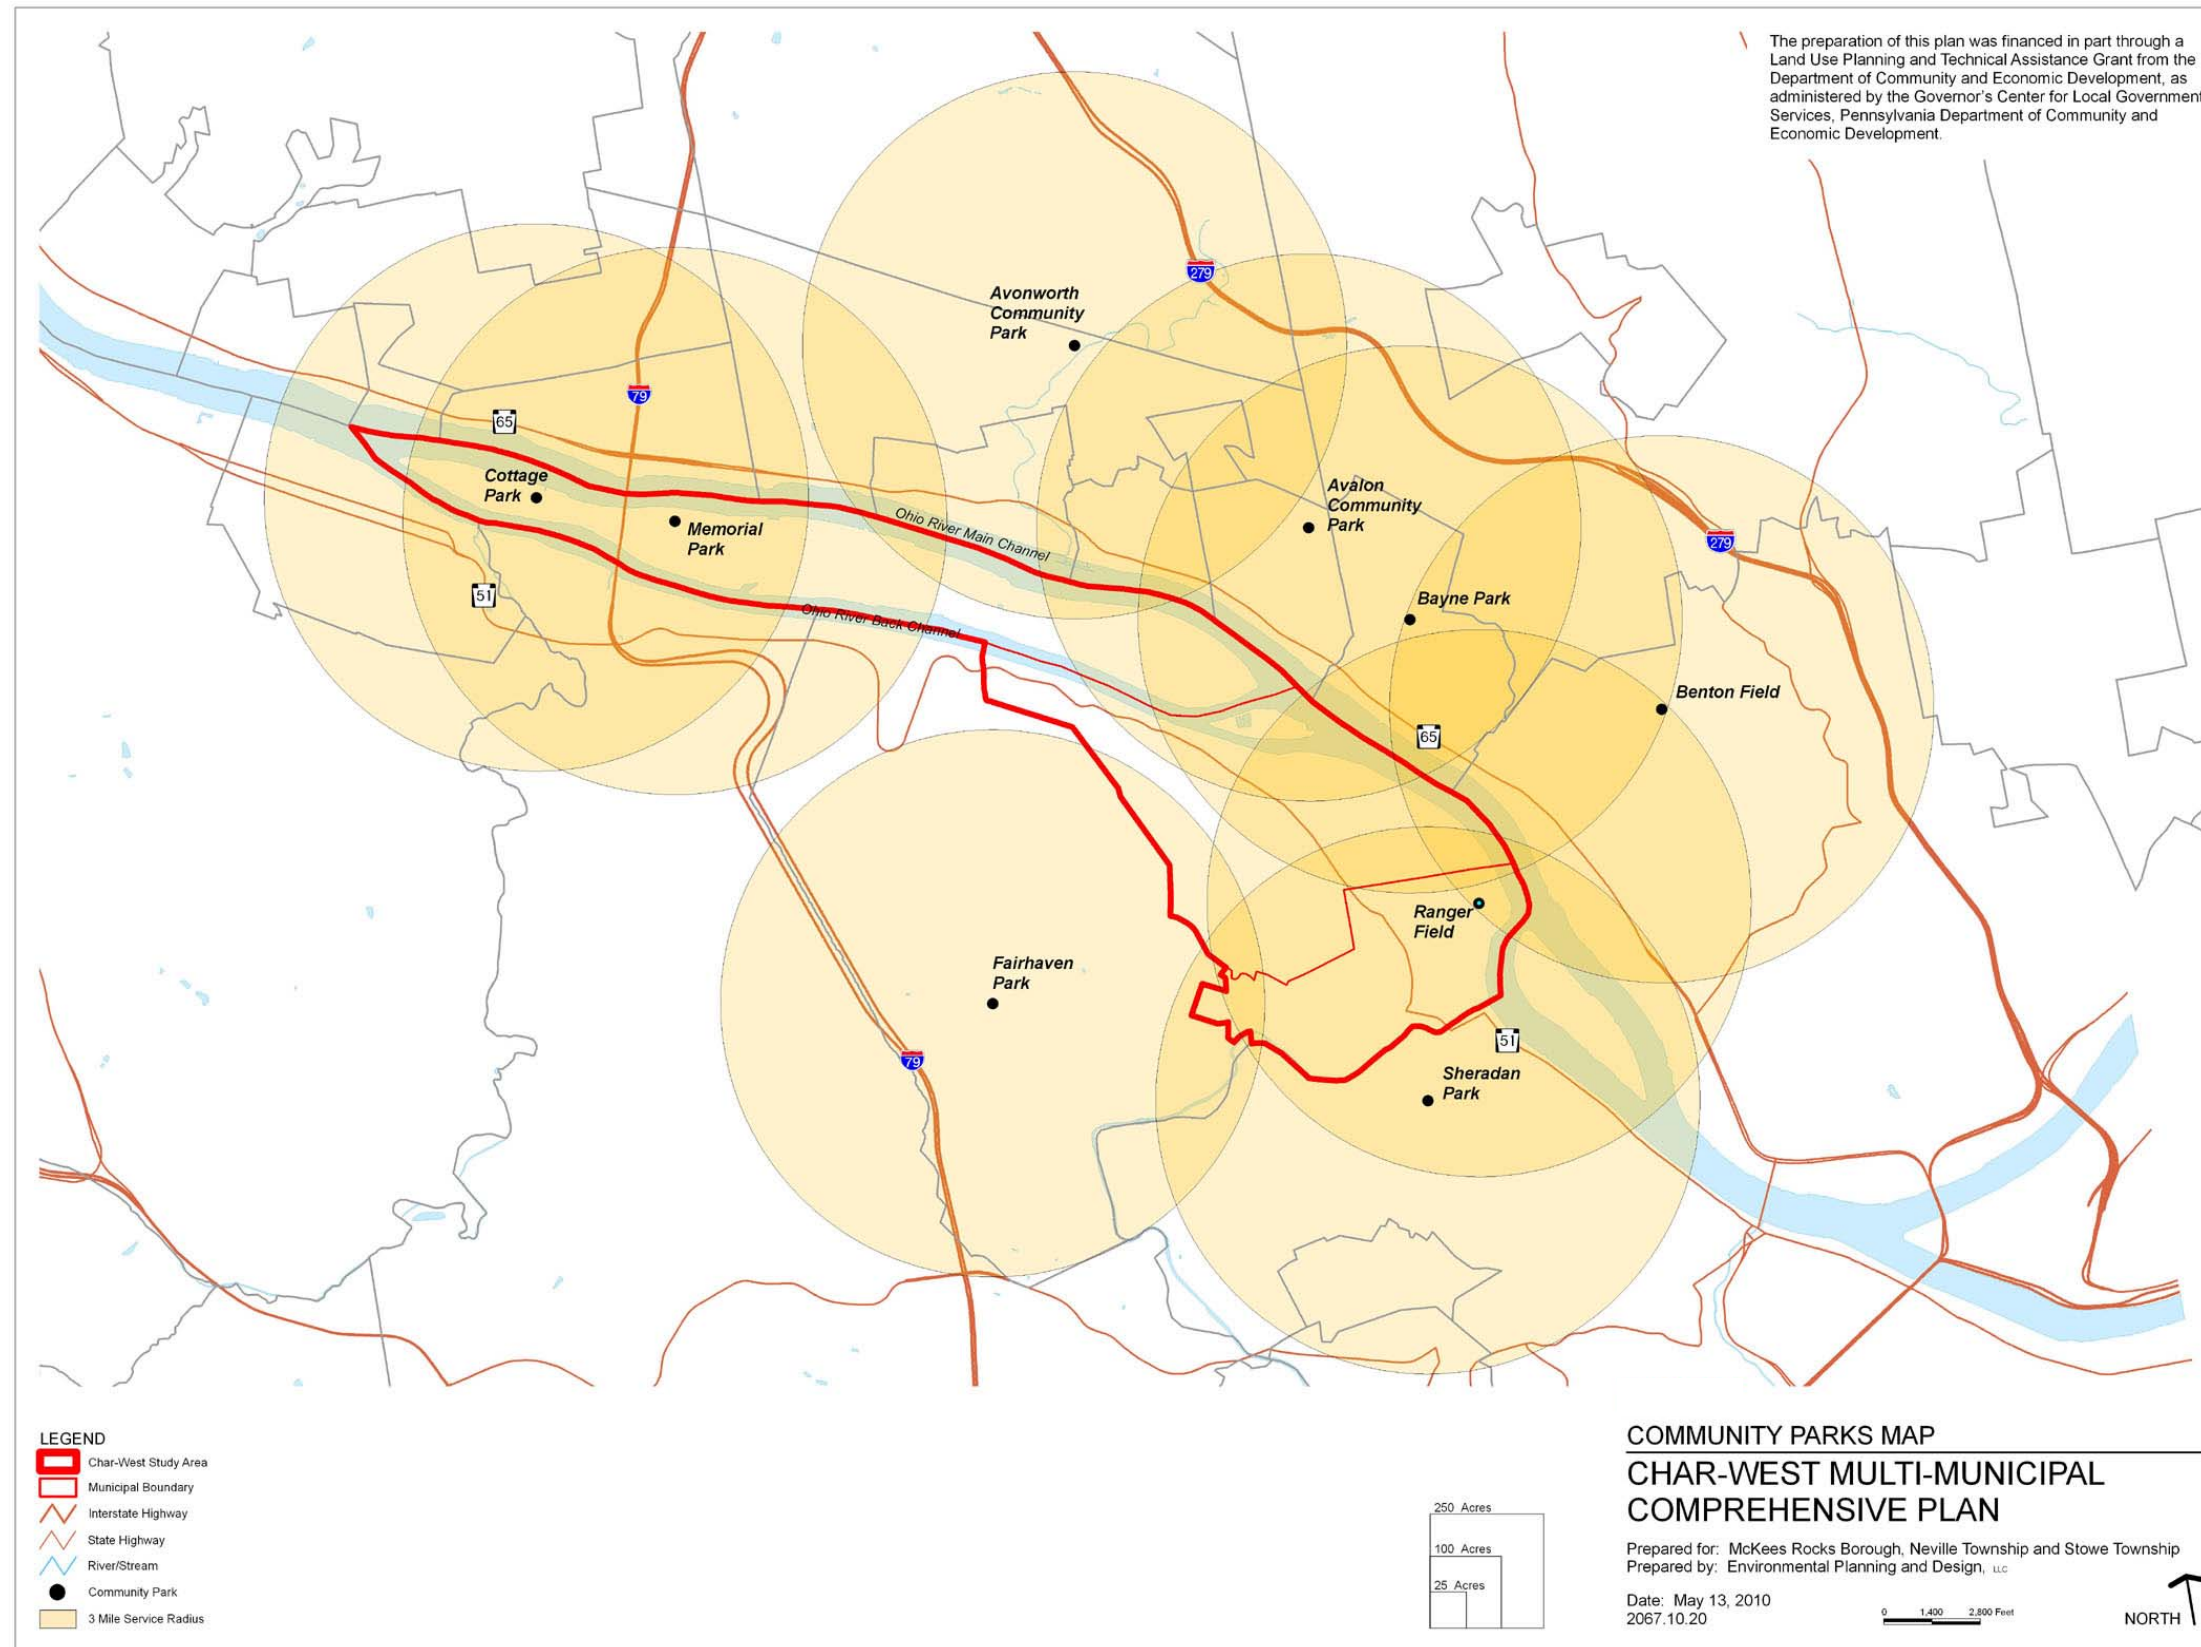 The preparation of this plan was financed in part through a
Land Use Planning and Technical Assistance Grant from the
Department of Community and Economic Development, as
administered by the Governor's Center for Local Government
Services, Pennsylvania Department of Community and
Economic Development.
279
Avonworth
Community
Park
79
65
Cottage
Park
Memorial
Park
Avalon
Community
Park
Ohio River Main Channel
279
51
Bayne Park
Ohio River Back Channel
Benton Field
65
Ranger
Field
Fairhaven
Park
51
79
Sheradan
Park
LEGEND
Char-West Study Area
Municipal Boundary
Interstate Highway
State Highway
River/Stream
Community Park
3 Mile Service Radius
250 Acres
100 Acres
25 Acres
COMMUNITY PARKS MAP
CHAR-WEST MULTI-MUNICIPAL
COMPREHENSIVE PLAN
Prepared for: McKees Rocks Borough, Neville Township and Stowe Township
Prepared by: Environmental Planning and Design, LLC
Date: May 13, 2010
2067.10.20
0 1,400 2,800 Feet
NORTH